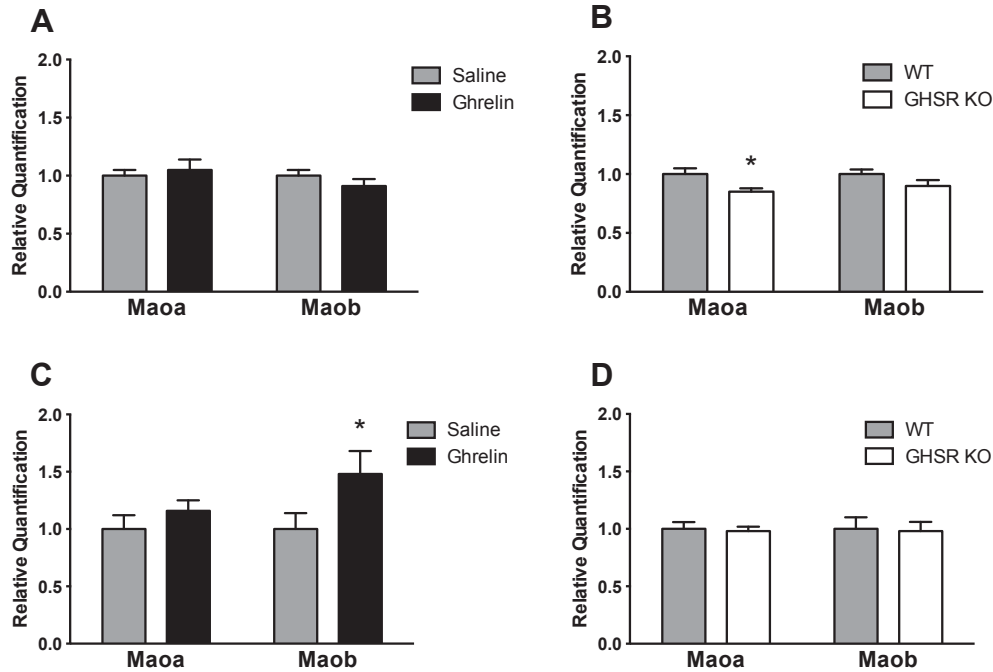 A
Relative Quantification
2.0
1.5
1.0
0.5
0.0
Saline
Ghrelin
Maoa
Maob
B
Relative Quantification
2.0
1.5
1.0
0.5
0.0
WT
GHSR KO
*
Maoa
Maob
C
Relative Quantification
2.0
1.5
1.0
0.5
0.0
Saline
Ghrelin
*
Maoa
Maob
D
Relative Quantification
2.0
1.5
1.0
0.5
0.0
WT
GHSR KO
Maoa
Maob